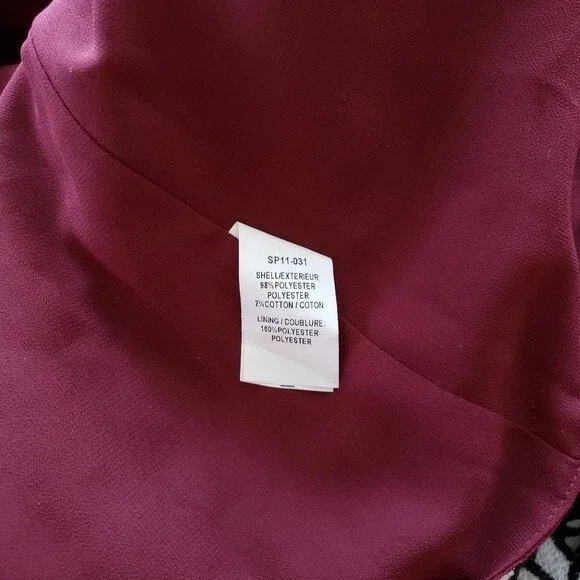 SP11-031
SHELL/EXTERIEUR:
98%POLYESTER
POLYESTER
2%COTTON / COTON
LINING / DOUBLURE:
100%POLYESTER
POLYESTER